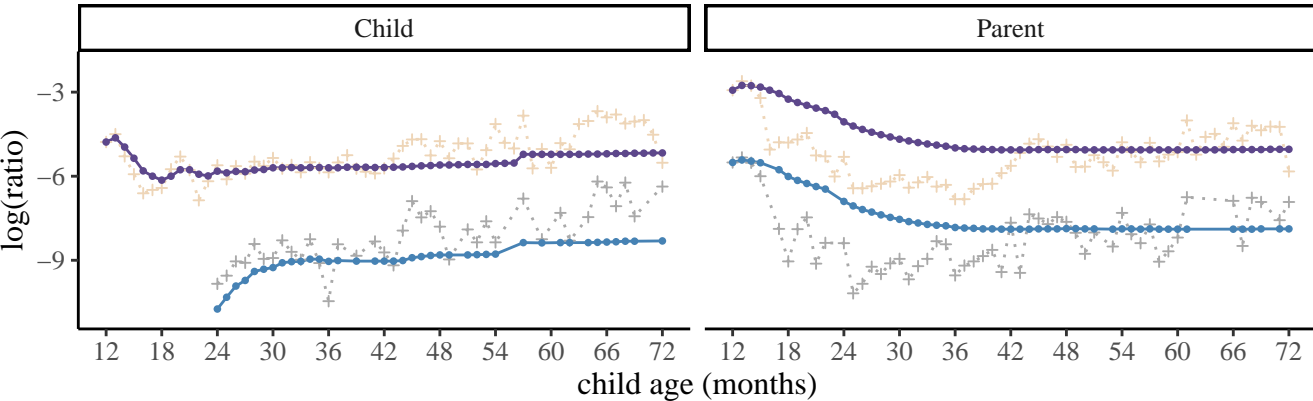 Child Parent
log(ratio)
−3
−6
−9
12 18 24 30 36 42 48 54 60 66 72 12 18 24 30 36 42 48 54 60 66 72
child age (months)